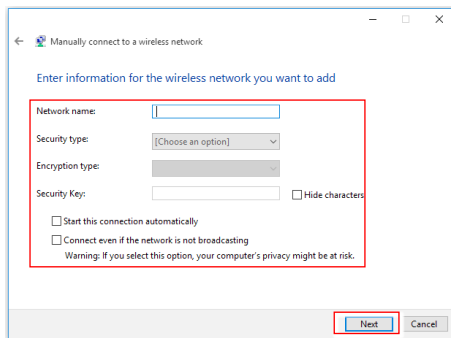 Manually connect to a wireless network
Enter information for the wireless network you want to add
Network name:
Security type: [Choose an option]
Encryption type:
Security Key: Hide characters
Start this connection automatically
Connect even if the network is not broadcasting
Warning: If you select this option, your computer's privacy might be at risk.
Next Cancel